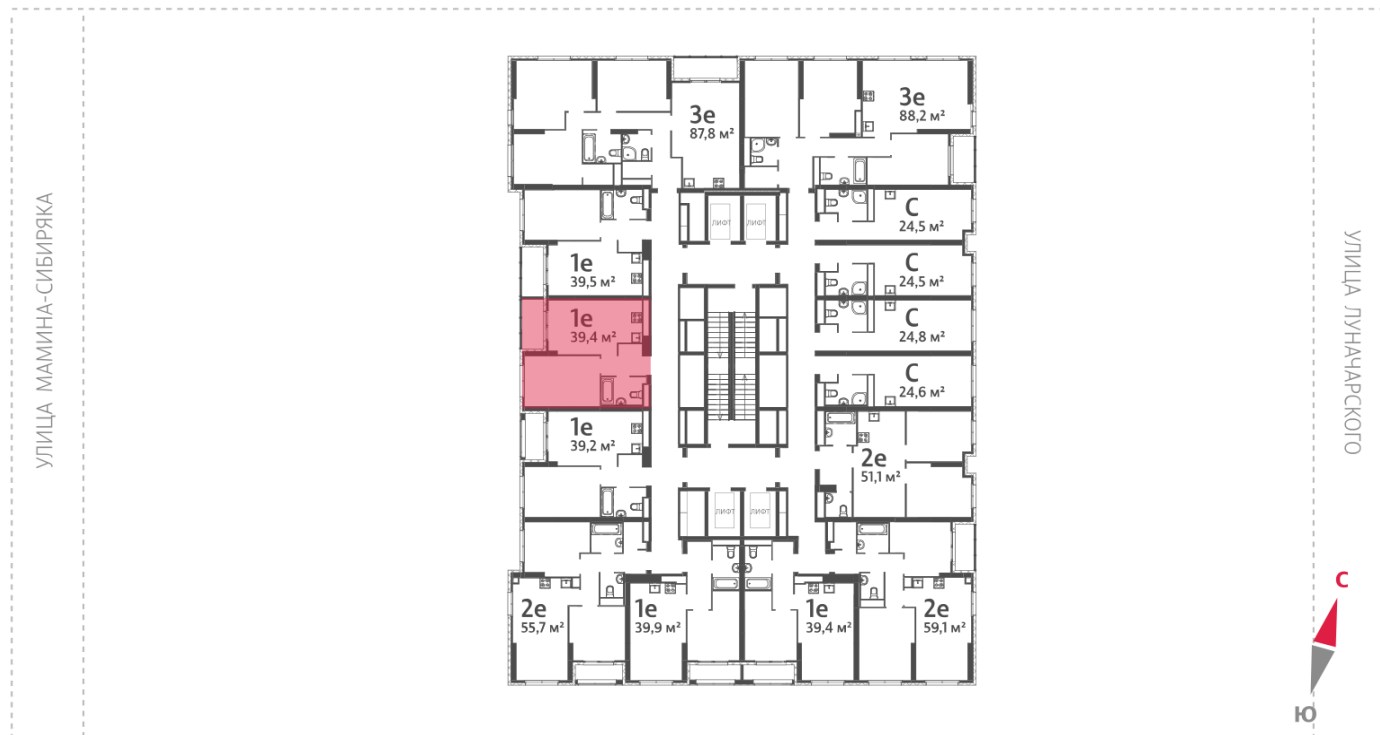 УЛИЦА МАМИНА-СИБИРЯКА
3е
87,8 м²
3е
88,2 м²
ЛИФТ
ЛИФТ
С
24,5 м²
1е
39,5 м²
С
24,5 м²
1е
39,4 м²
С
24,8 м²
С
24,6 м²
1е
39,2 м²
2е
51,1 м²
ЛИФТ
ЛИФТ
2е
55,7 м²
1е
39,9 м²
1е
39,4 м²
2е
59,1 м²
УЛИЦА ЛУНАЧАРСКОГО
С
Ю